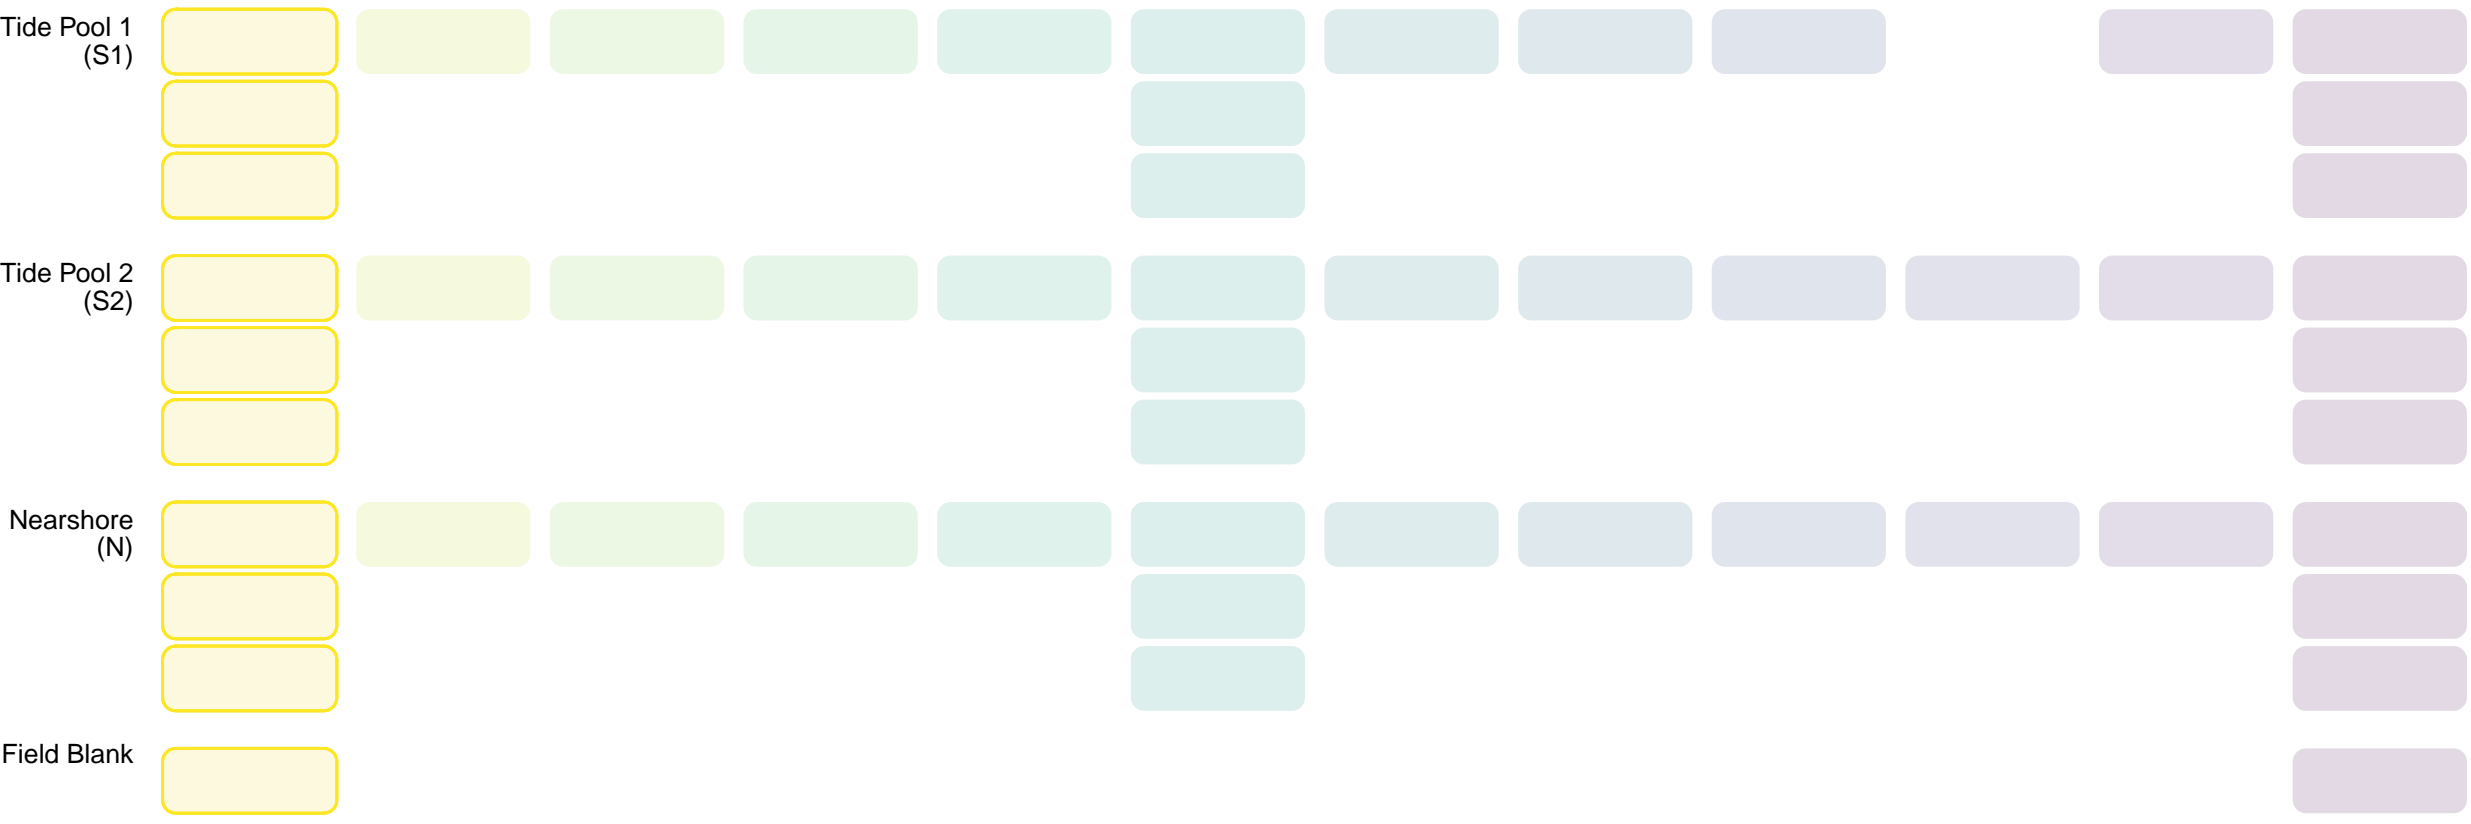 Tide Pool 1
(S1)
Tide Pool 2
(S2)
Nearshore
(N)
Field Blank